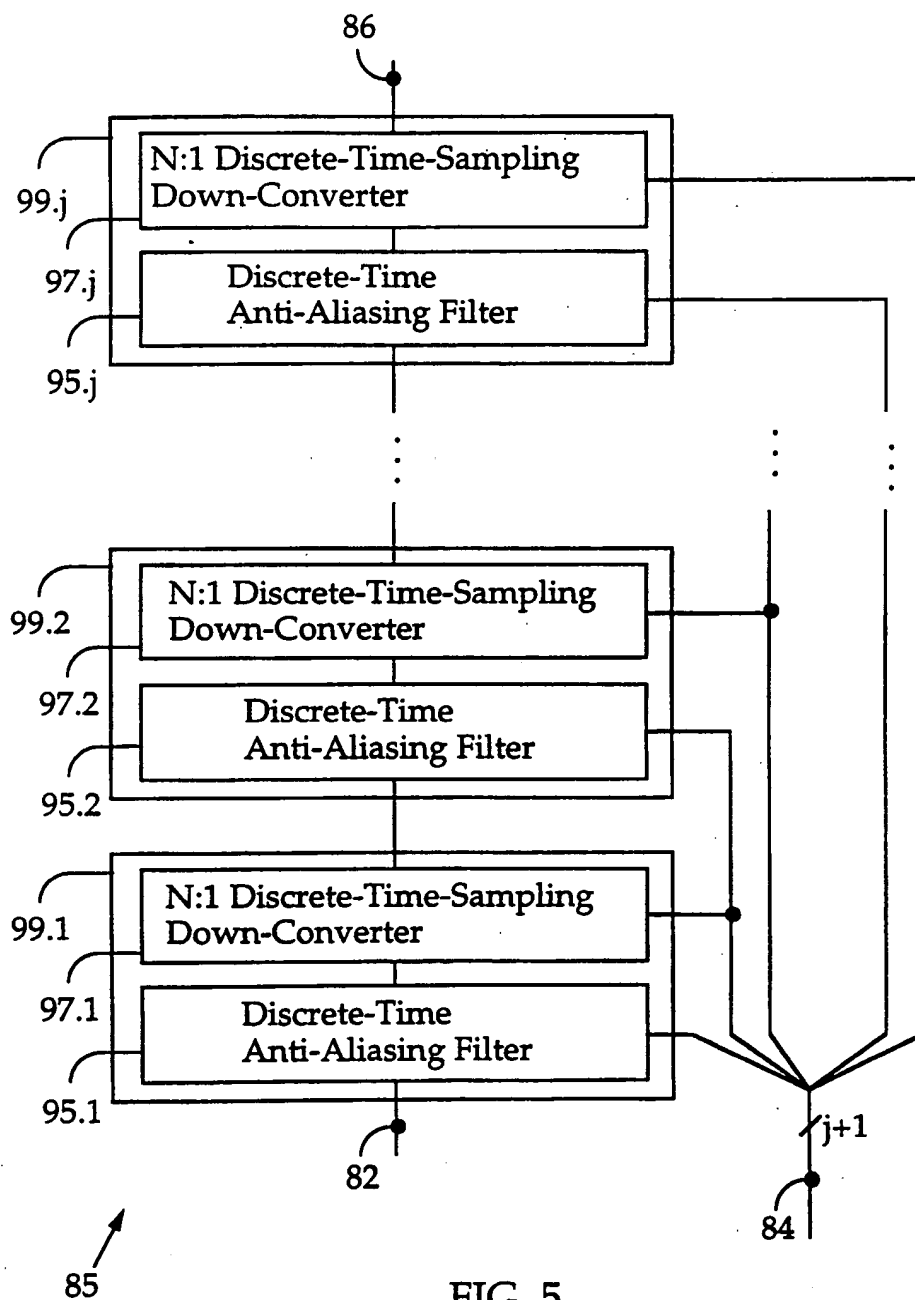 86
N:1 Discrete-Time-Sampling
Down-Converter
99.j
97.j
Discrete-Time
Anti-Aliasing Filter
95.j
N:1 Discrete-Time-Sampling
Down-Converter
99.2
97.2
Discrete-Time
Anti-Aliasing Filter
95.2
N:1 Discrete-Time-Sampling
Down-Converter
99.1
97.1
Discrete-Time
Anti-Aliasing Filter
95.1
j+1
82
84
85
FIG. 5